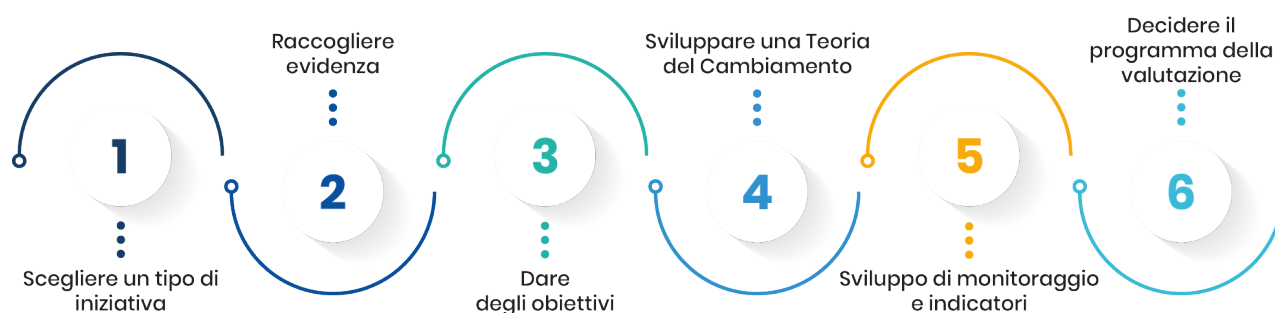 1
Scegliere un tipo di
iniziativa
Raccogliere
evidenza
2
3
Dare
degli obiettivi
Sviluppare una Teoria
del Cambiamento
4
5
Sviluppo di monitoraggio
e indicatori
Decidere il
programma della
valutazione
6